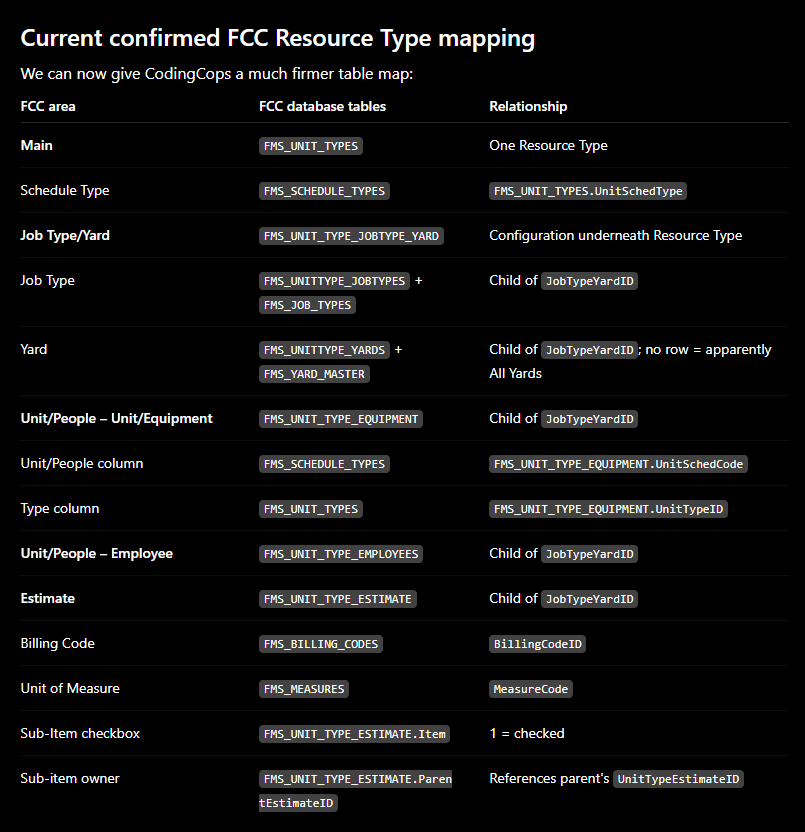 Current confirmed FCC Resource Type mapping
We can now give CodingCops a much firmer table map:
FCC area FCC database tables Relationship
Main FMS_UNIT_TYPES One Resource Type
Schedule Type FMS_SCHEDULE_TYPES FMS_UNIT_TYPES.UnitSchedType
Job Type/Yard FMS_UNIT_TYPE_JOBTYPE_YARD Configuration underneath Resource Type
Job Type FMS_UNITTYPE_JOBTYPES + Child of JobTypeYardID
FMS_JOB_TYPES
Yard FMS_UNITTYPE_YARDS + Child of JobTypeYardID; no row = apparently
FMS_YARD_MASTER All Yards
Unit/People – Unit/Equipment FMS_UNIT_TYPE_EQUIPMENT Child of JobTypeYardID
Unit/People column FMS_SCHEDULE_TYPES FMS_UNIT_TYPE_EQUIPMENT.UnitSchedCode
Type column FMS_UNIT_TYPES FMS_UNIT_TYPE_EQUIPMENT.UnitTypeID
Unit/People – Employee FMS_UNIT_TYPE_EMPLOYEES Child of JobTypeYardID
Estimate FMS_UNIT_TYPE_ESTIMATE Child of JobTypeYardID
Billing Code FMS_BILLING_CODES BillingCodeID
Unit of Measure FMS_MEASURES MeasureCode
Sub-Item checkbox FMS_UNIT_TYPE_ESTIMATE.Item 1 = checked
Sub-item owner FMS_UNIT_TYPE_ESTIMATE.Paren References parent's UnitTypeEstimateID
tEstimateID